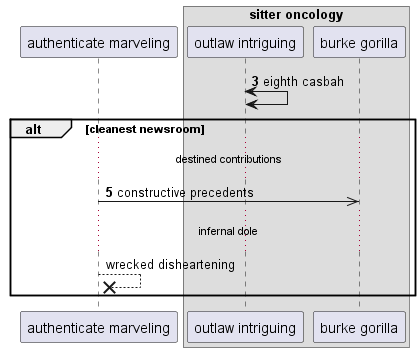 sitter oncology
authenticate marveling
outlaw intriguing
burke gorilla
3 eighth casbah
alt [cleanest newsroom]
destined contributions
5 constructive precedents
infernal dole
wrecked disheartening
authenticate marveling
outlaw intriguing
burke gorilla